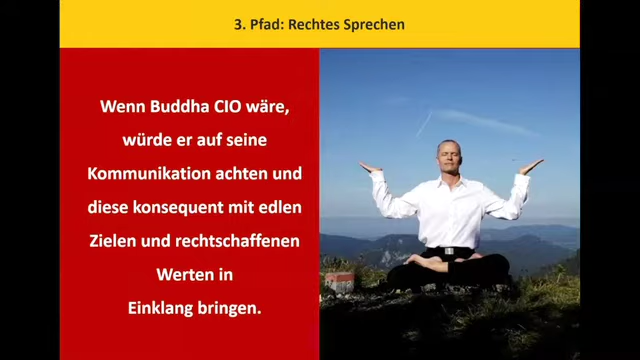 3. Pfad: Rechtes Sprechen
Wenn Buddha CIO wäre,
würde er auf seine
Kommunikation achten und
diese konsequent mit edlen
Zielen und rechtschaffenen
Werten in
Einklang bringen.